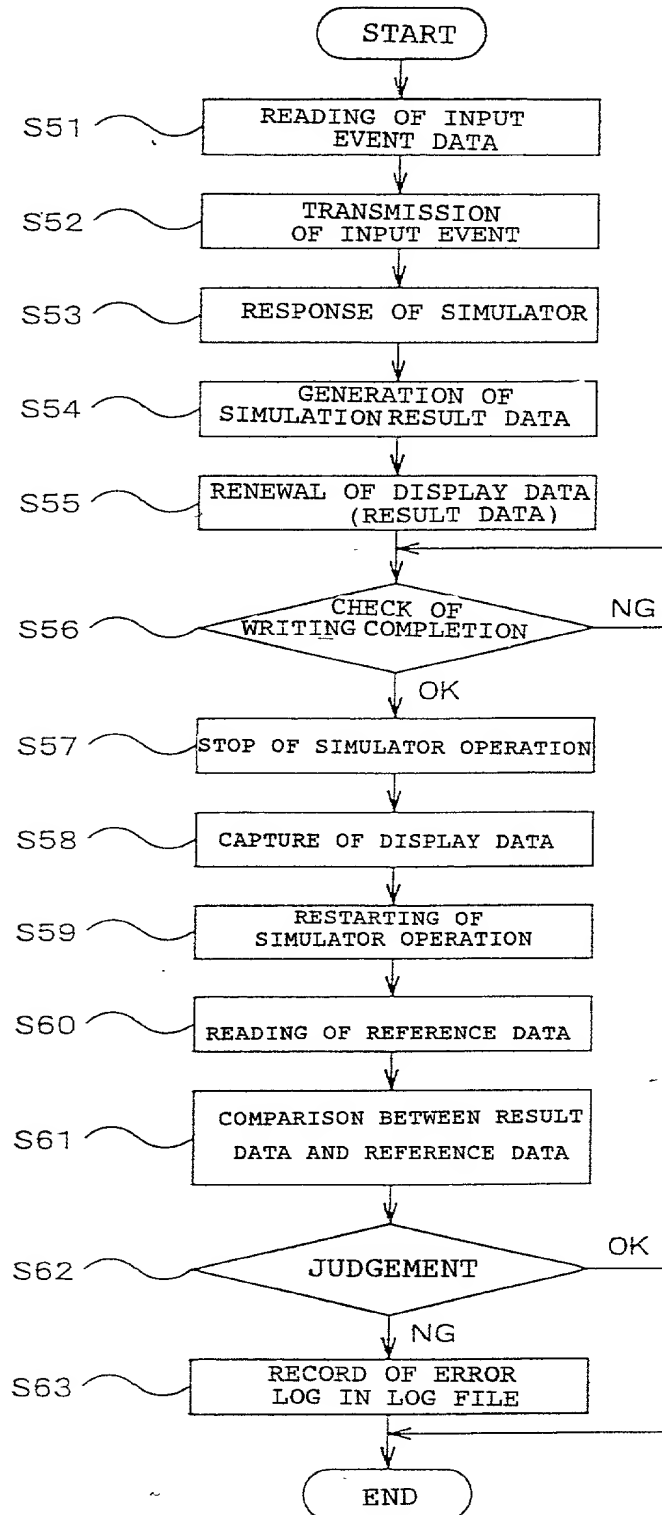 START
S51
READING OF INPUT
EVENT DATA
S52
TRANSMISSION
OF INPUT EVENT
S53
RESPONSE OF SIMULATOR
S54
GENERATION OF
SIMULATION RESULT DATA
S55
RENEWAL OF DISPLAY DATA
(RESULT DATA)
S56
CHECK OF
WRITING COMPLETION
NG
OK
S57
STOP OF SIMULATOR OPERATION
S58
CAPTURE OF DISPLAY DATA
S59
RESTARTING OF
SIMULATOR OPERATION
S60
READING OF REFERENCE DATA
S61
COMPARISON BETWEEN RESULT
DATA AND REFERENCE DATA
S62
JUDGEMENT
OK
NG
S63
RECORD OF ERROR
LOG IN LOG FILE
END